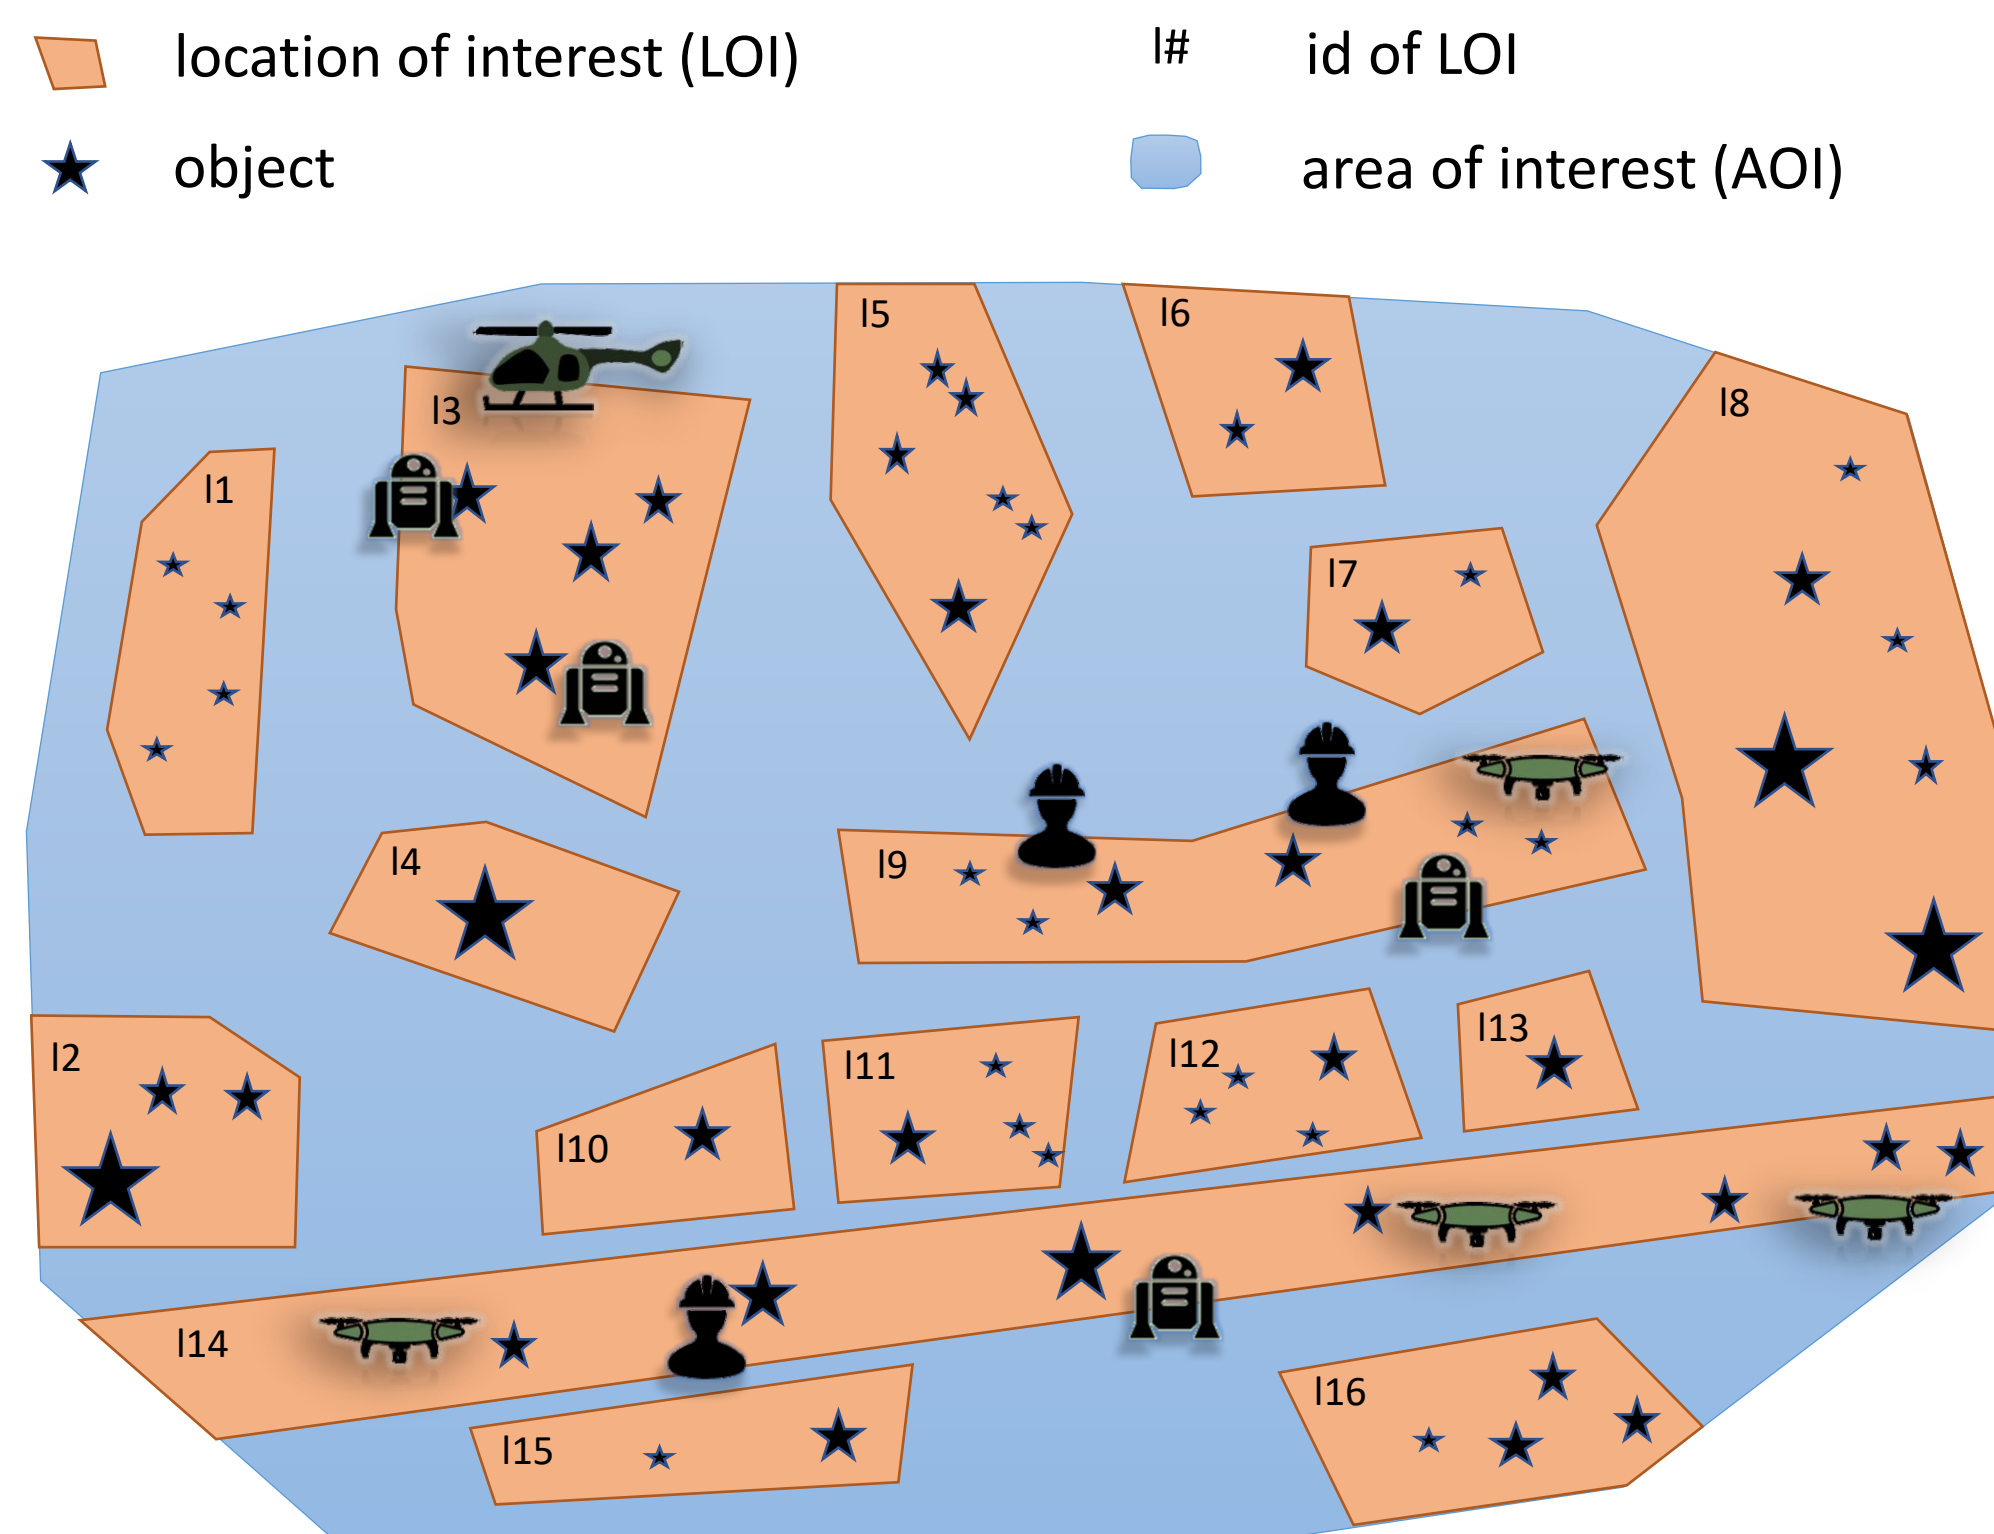 location of interest (LOI)
l#
id of LOI
object
area of interest (AOI)
l5
l6
l3
l8
l1
l7
l4
l9
l2
l11
l12
l13
l10
l14
l16
l15